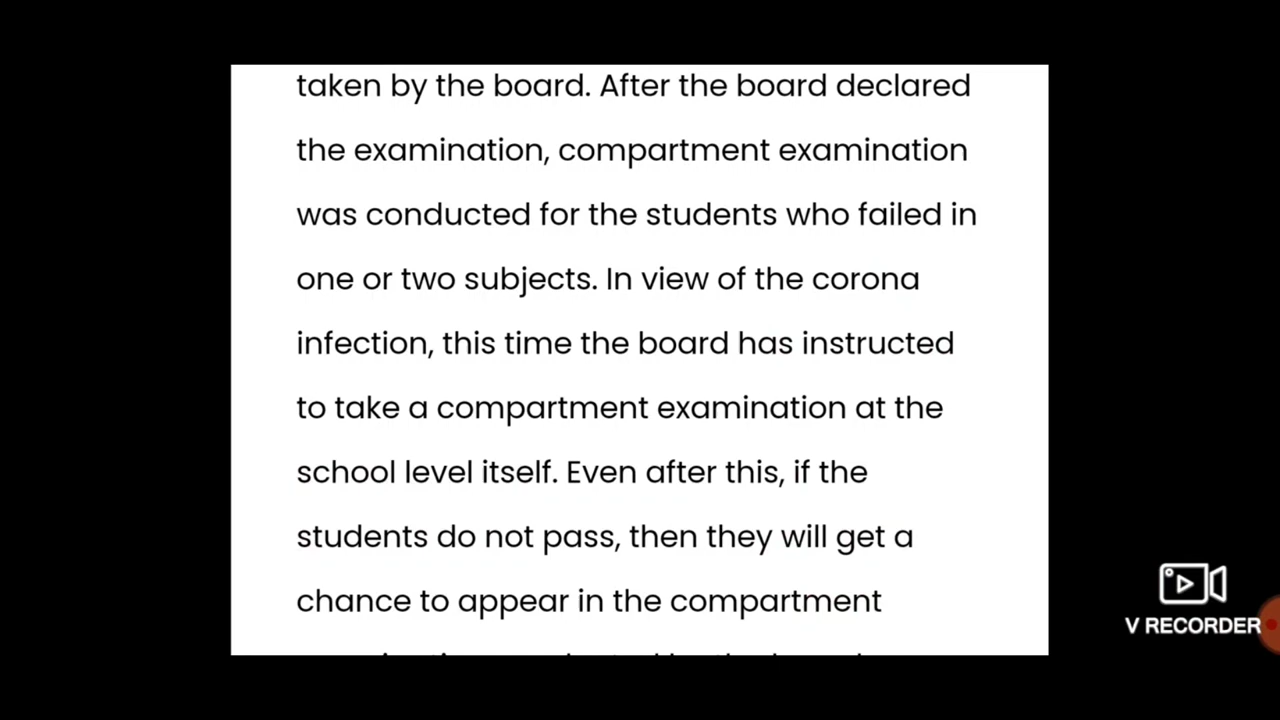 taken by the board. After the board declared
the examination, compartment examination
was conducted for the students who failed in
one or two subjects. In view of the corona
infection, this time the board has instructed
to take a compartment examination at the
school level itself. Even after this, if the
students do not pass, then they will get a
chance to appear in the compartment
V RECORDER